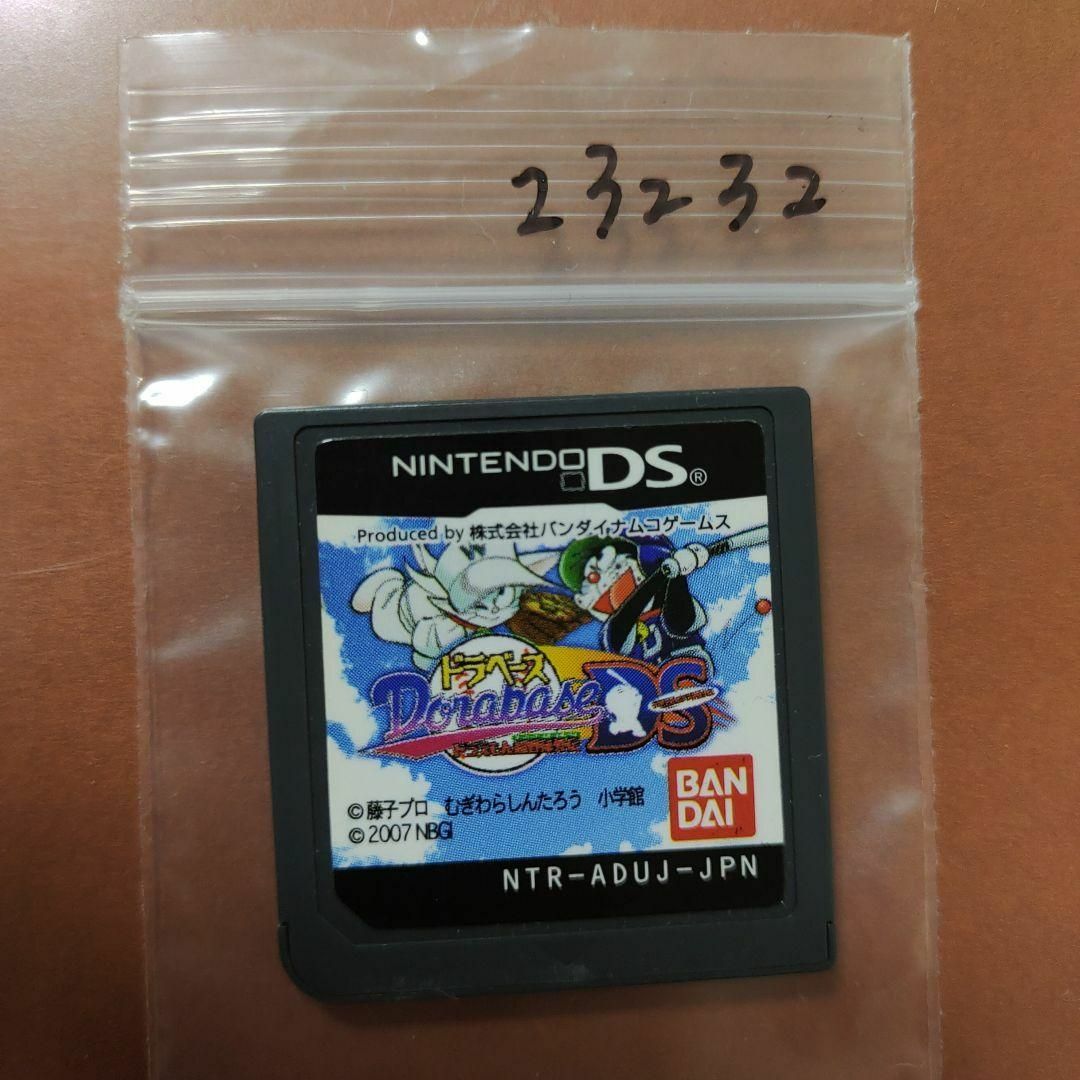 23232
NINTENDO DS®
Produced by 株式会社バンダイナムコゲームス
ドラベース
Dorabase DS
©藤子プロ むぎわらしんたろう 小学館
©2007 NBGI
BAN
DAI
NTR-ADUJ-JPN